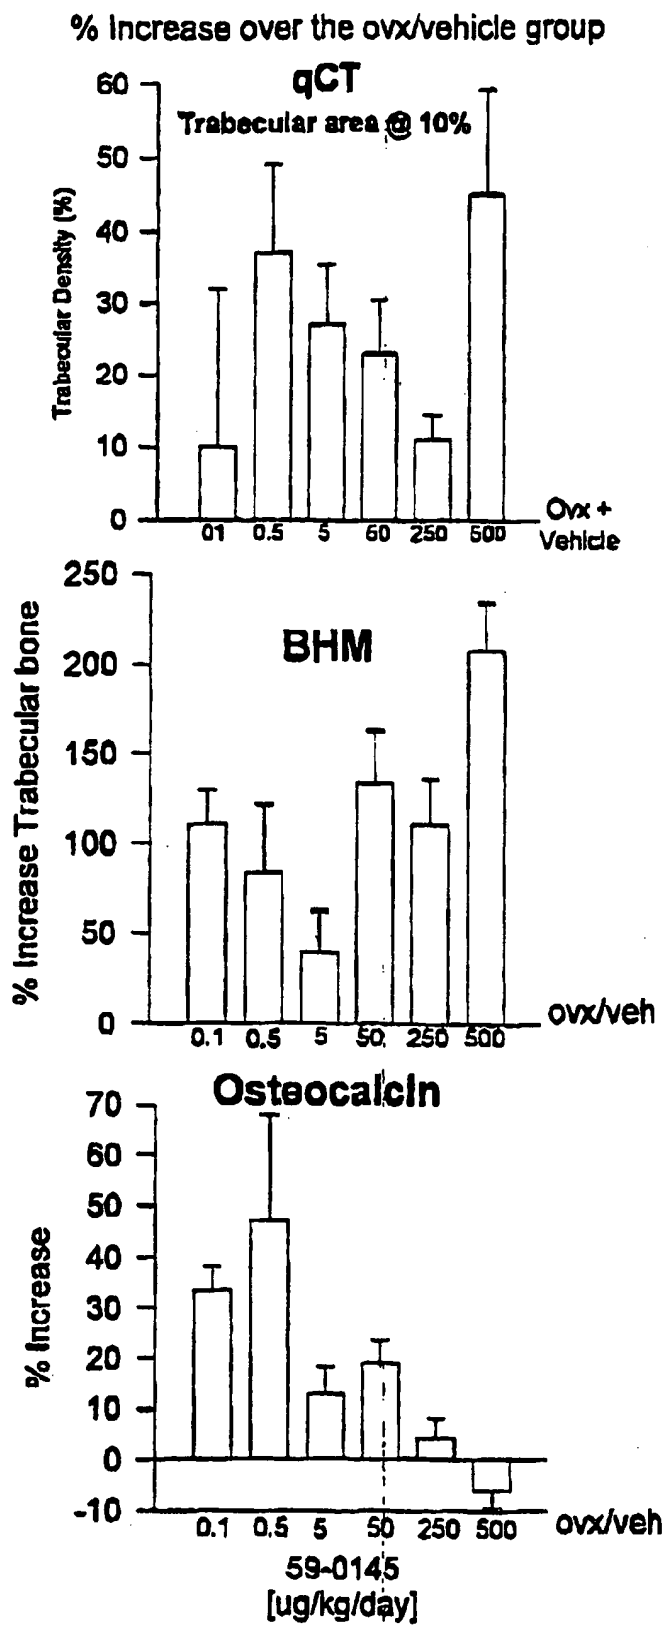 % Increase over the ovx/vehicle group
qCT
Trabecular area @ 10%
Trabecular Density (%)
60
50
40
30
20
10
0
01 0.5 5 60 250 500
Ovx +
Vehicle
BHM
% Increase Trabecular bone
250
200
150
100
50
0
0.1 0.5 5 50 250 500
ovx/veh
Osteocalcin
% Increase
70
60
50
40
30
20
10
0
-10
0.1 0.5 5 50 250 500
ovx/veh
59-0145
[ug/kg/day]